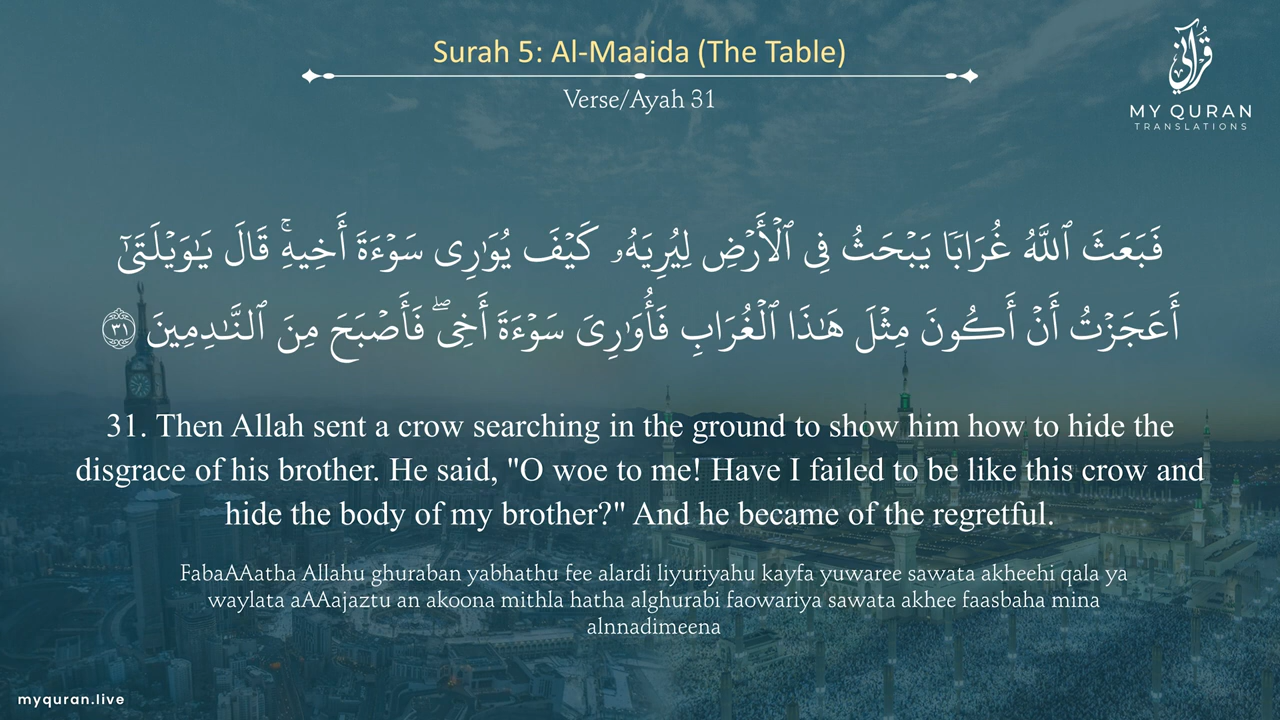 Surah 5: Al-Maaida (The Table)
Verse/Ayah 31
قُرْآنِي
MY QURAN
TRANSLATIONS
فَبَعَثَ ٱللَّهُ غُرَابًا يَبْحَثُ فِى ٱلْأَرْضِ لِيُرِيَهُۥ كَيْفَ يُوَٰرِى سَوْءَةَ أَخِيهِ ۚ قَالَ يَـٰوَيْلَتَىٰٓ
أَعَجَزْتُ أَنْ أَكُونَ مِثْلَ هَـٰذَا ٱلْغُرَابِ فَأُوَٰرِىَ سَوْءَةَ أَخِى ۖ فَأَصْبَحَ مِنَ ٱلنَّـٰدِمِينَ ٣١
31. Then Allah sent a crow searching in the ground to show him how to hide the
disgrace of his brother. He said, "O woe to me! Have I failed to be like this crow and
hide the body of my brother?" And he became of the regretful.
FabaAAatha Allahu ghuraban yabhathu fee alardi liyuriyahu kayfa yuwaree sawata akheehi qala ya
waylata aAAajaztu an akoona mithla hatha alghurabi faowariya sawata akhee faasbaha mina
alnnadimeena
myquran.live